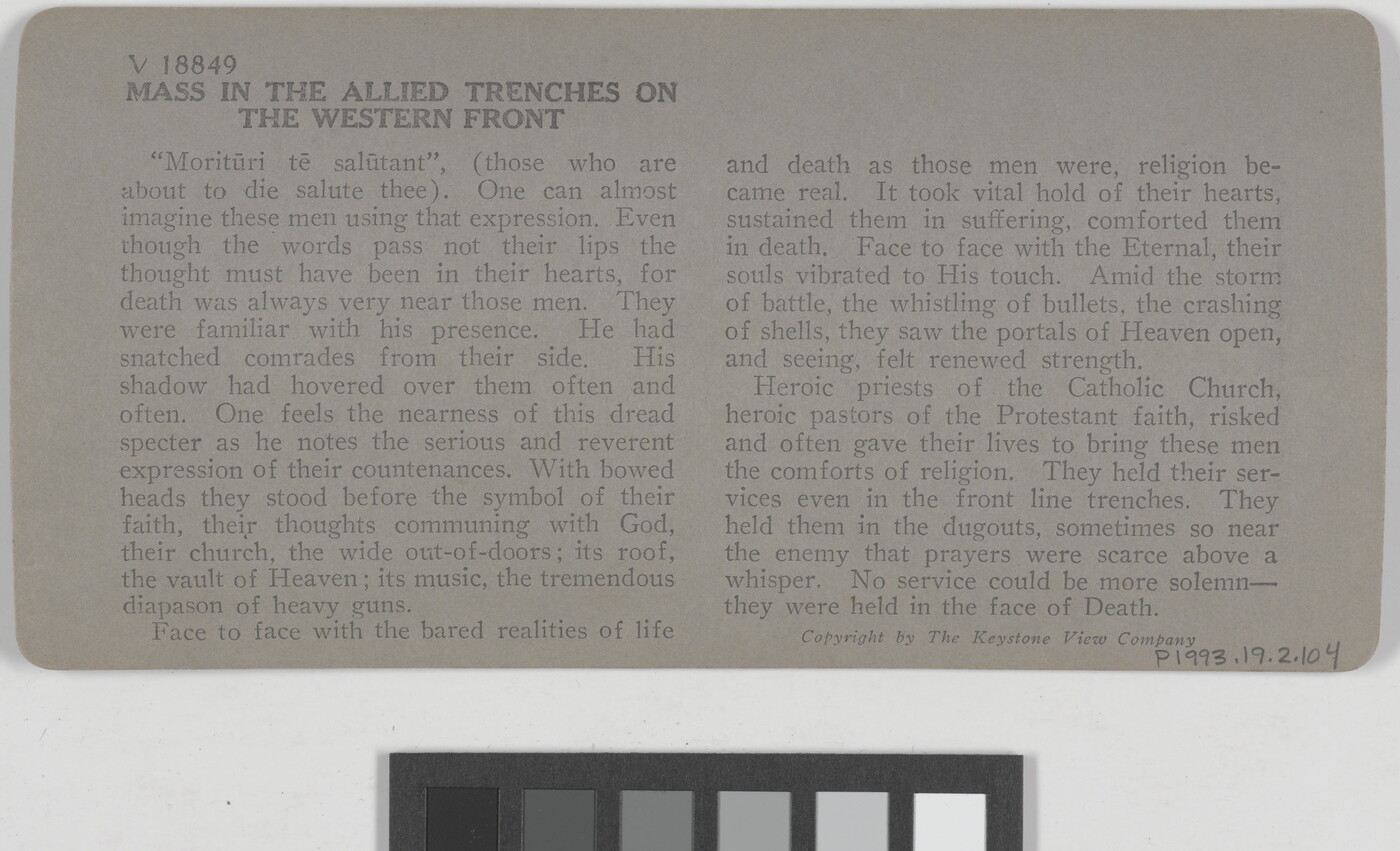 V 18849
MASS IN THE ALLIED TRENCHES ON
THE WESTERN FRONT
“Moritūri tē salūtant”, (those who are
about to die salute thee). One can almost
imagine these men using that expression. Even
though the words pass not their lips the
thought must have been in their hearts, for
death was always very near those men. They
were familiar with his presence. He had
snatched comrades from their side. His
shadow had hovered over them often and
often. One feels the nearness of this dread
specter as he notes the serious and reverent
expression of their countenances. With bowed
heads they stood before the symbol of their
faith, their thoughts communing with God,
their church, the wide out-of-doors; its roof,
the vault of Heaven; its music, the tremendous
diapason of heavy guns.
Face to face with the bared realities of life
and death as those men were, religion be-
came real. It took vital hold of their hearts,
sustained them in suffering, comforted them
in death. Face to face with the Eternal, their
souls vibrated to His touch. Amid the storm
of battle, the whistling of bullets, the crashing
of shells, they saw the portals of Heaven open,
and seeing, felt renewed strength.
Heroic priests of the Catholic Church,
heroic pastors of the Protestant faith, risked
and often gave their lives to bring these men
the comforts of religion. They held their ser-
vices even in the front line trenches. They
held them in the dugouts, sometimes so near
the enemy that prayers were scarce above a
whisper. No service could be more solemn—
they were held in the face of Death.
Copyright by The Keystone View Company
P1993.19.2.104